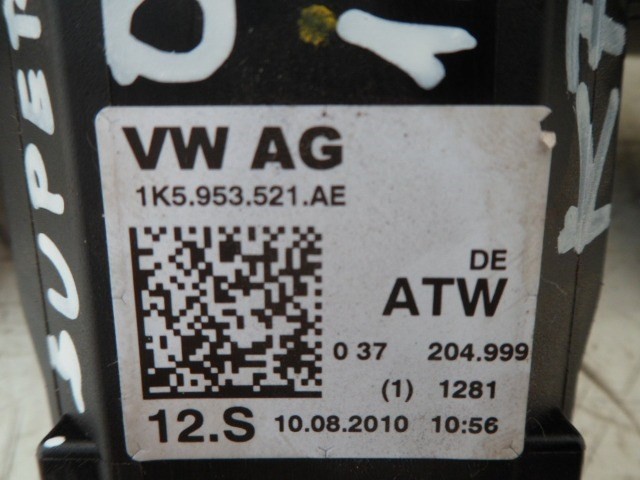 VW AG
1K5.953.521.AE
DE
ATW
0 37 204.999
(1) 1281
12.S 10.08.2010 10:56